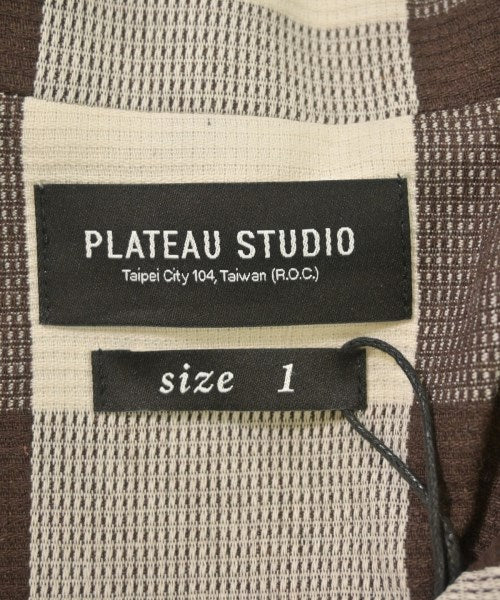 PLATEAU STUDIO
Taipei City 104, Taiwan (R.O.C.)
size 1